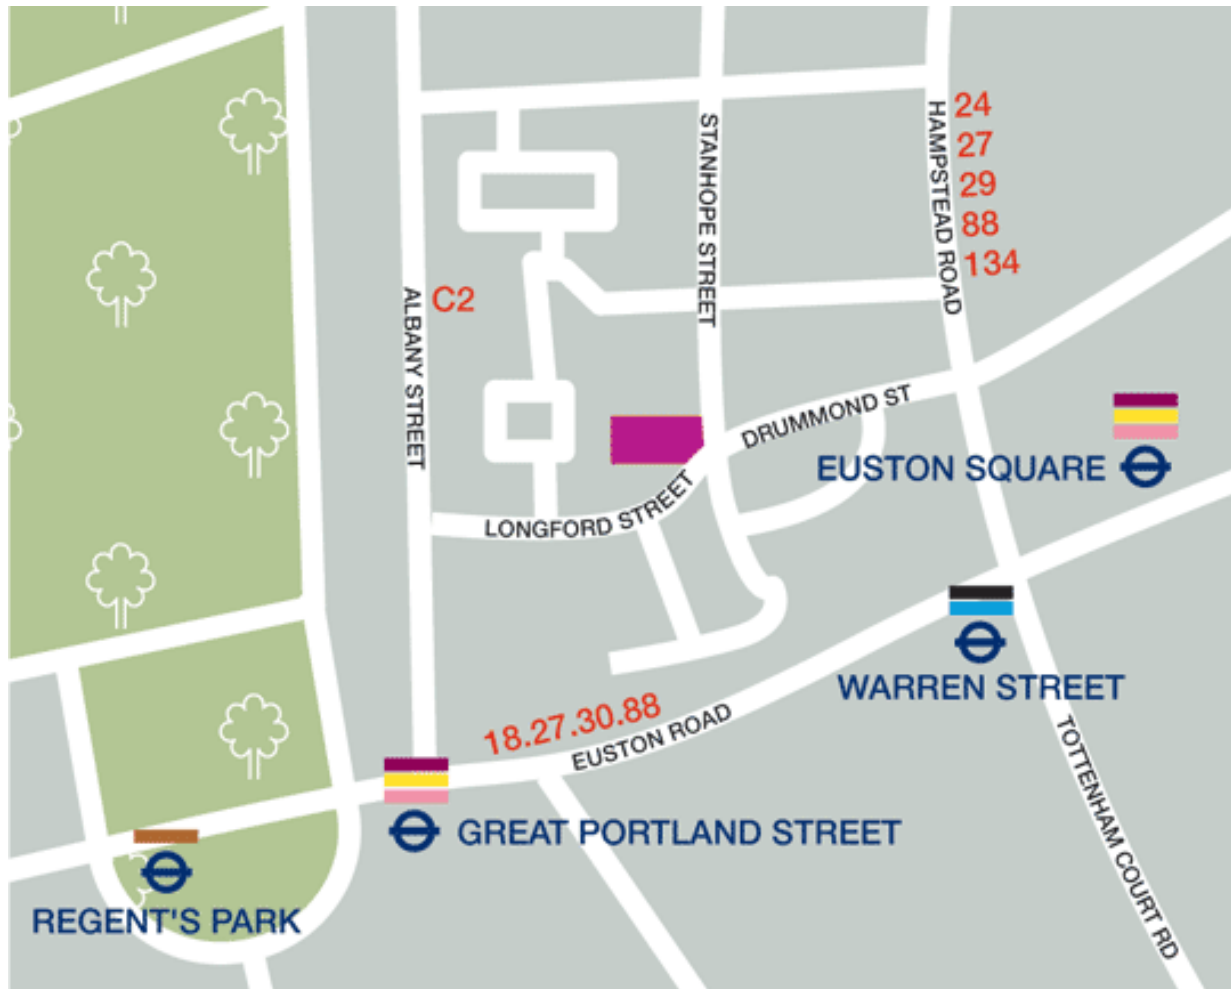 24
27
29
88
134
HAMPSTEAD ROAD
STANHOPE STREET
C2
ALBANY STREET
DRUMMOND ST
EUSTON SQUARE
LONGFORD STREET
WARREN STREET
18.27.30.88
EUSTON ROAD
TOTTENHAM COURT RD
GREAT PORTLAND STREET
REGENT'S PARK